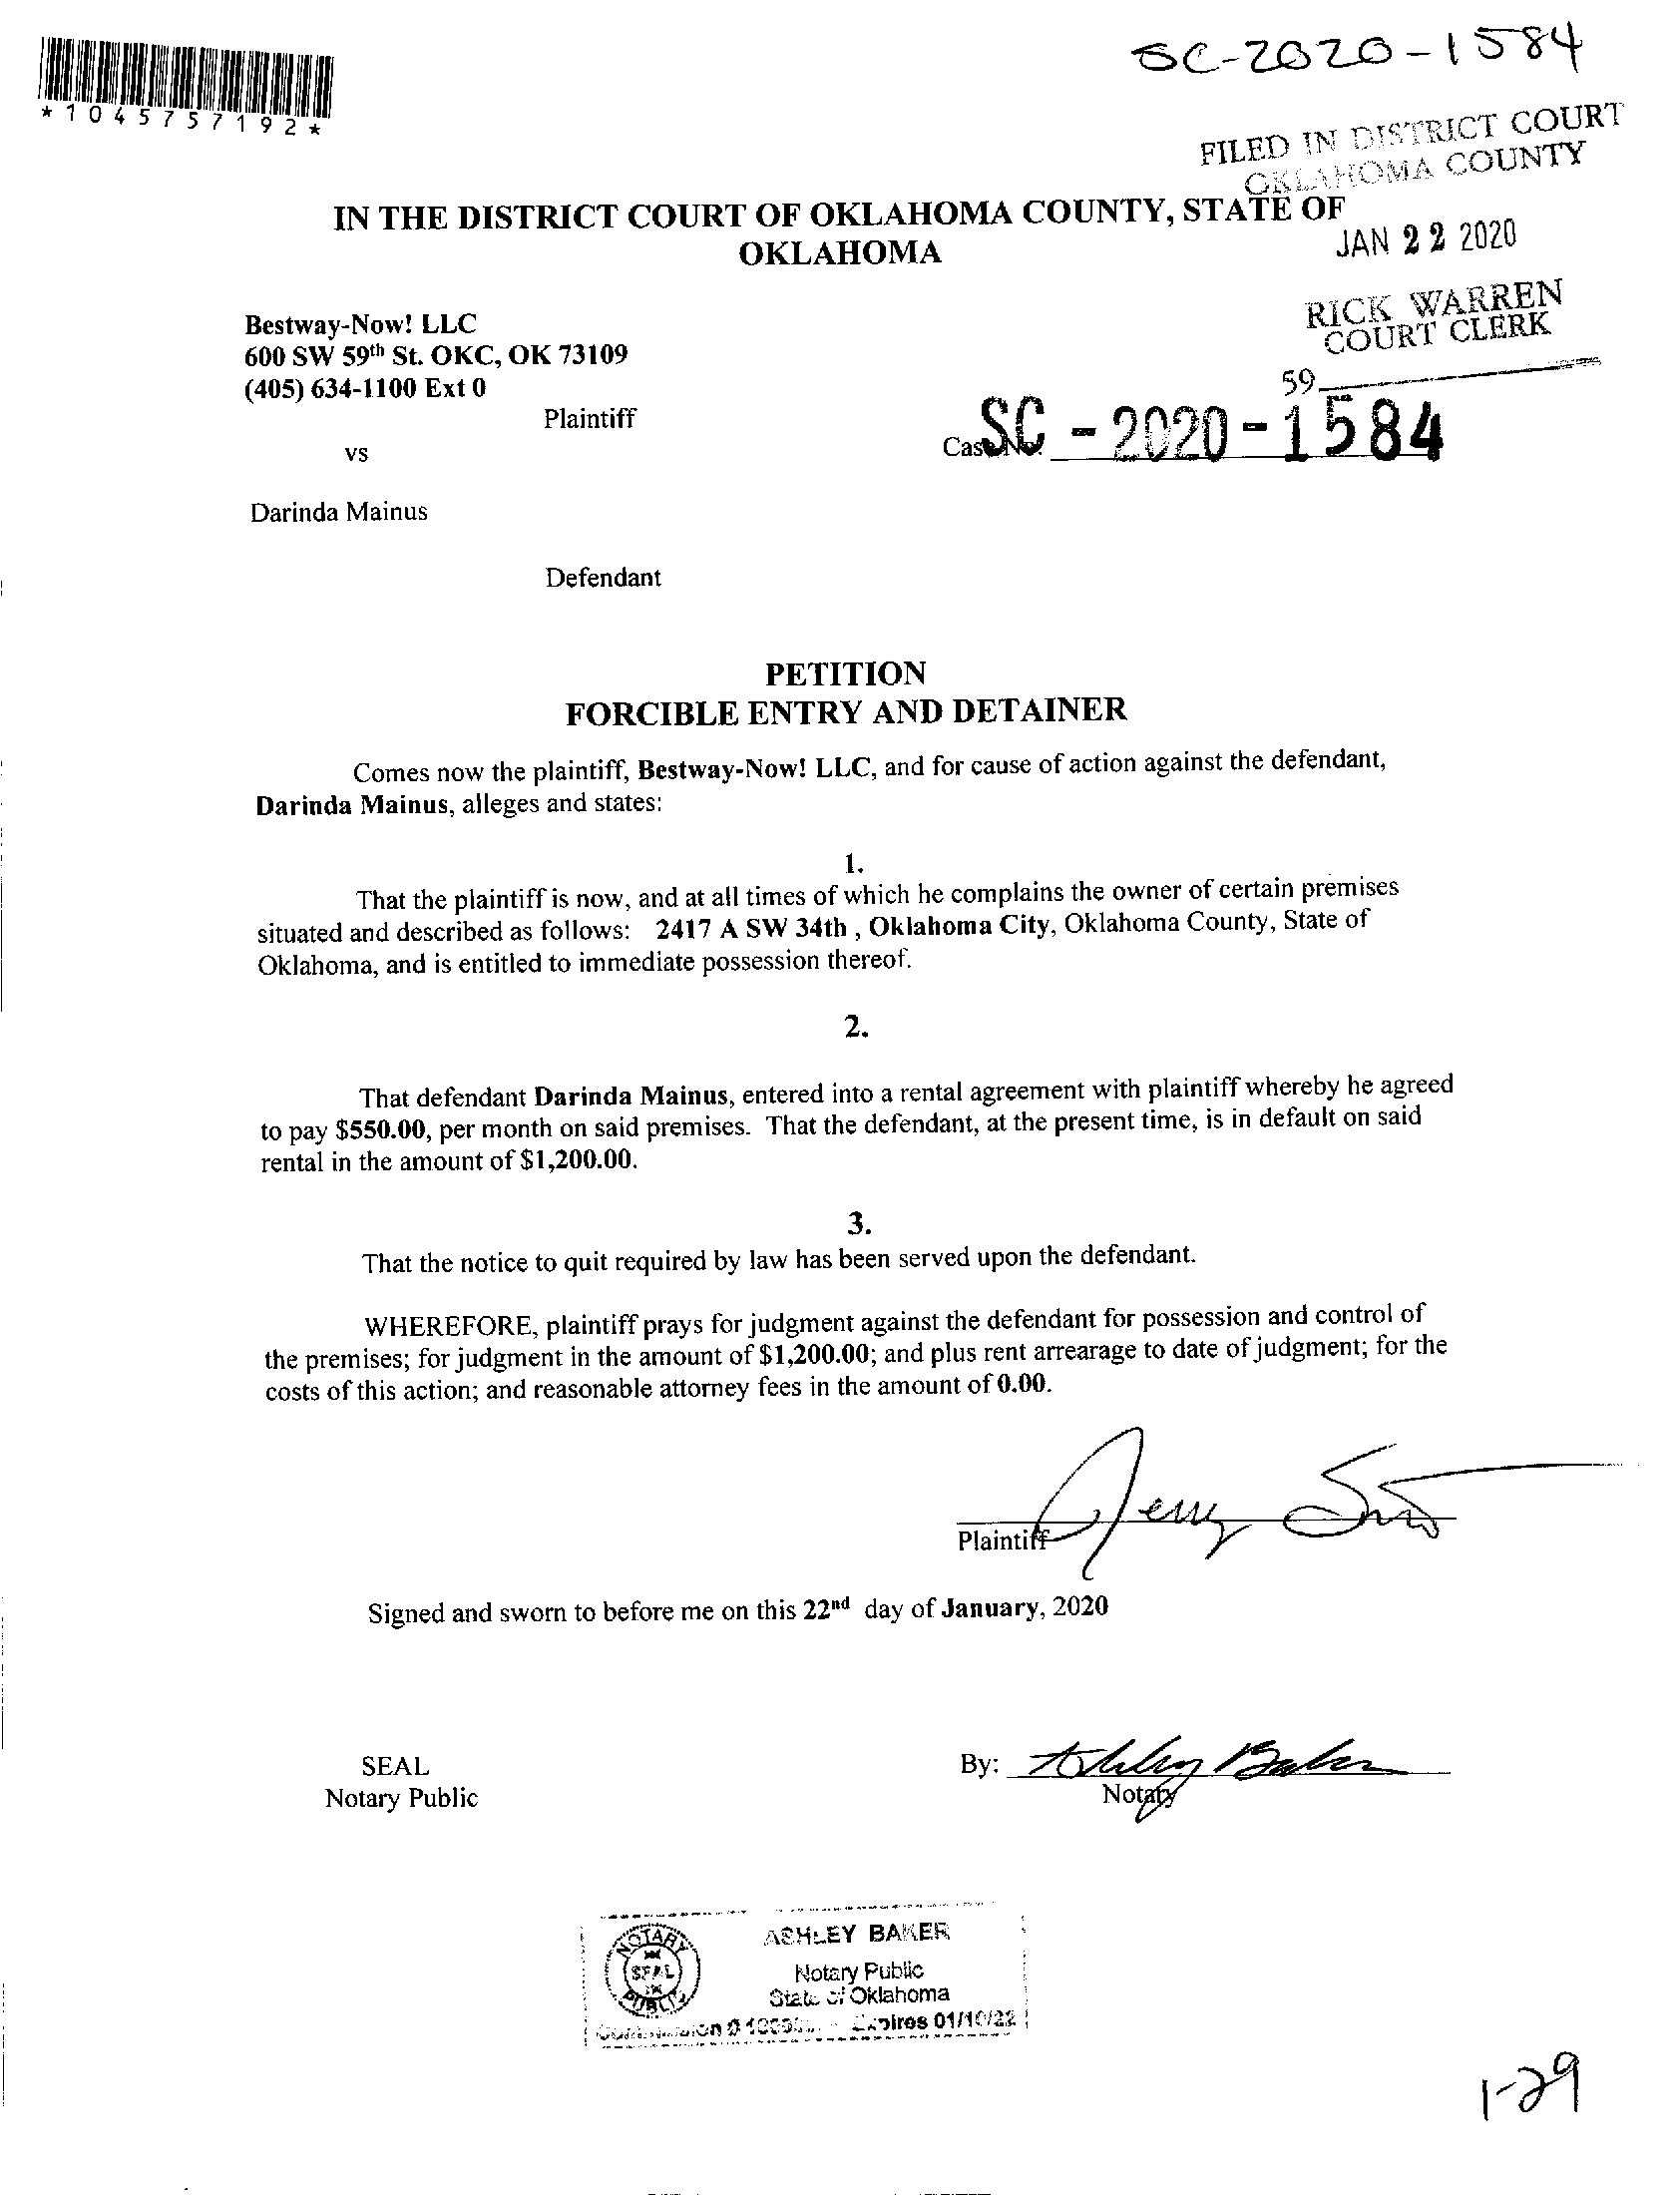 SC-2020-1584
*1045757192*
FILED IN DISTRICT COURT
OKLAHOMA COUNTY
IN THE DISTRICT COURT OF OKLAHOMA COUNTY, STATE OF
OKLAHOMA
JAN 22 2020
RICK WARREN
COURT CLERK
59
Bestway-Now! LLC
600 SW 59th St. OKC, OK 73109
(405) 634-1100 Ext 0
Plaintiff
Case No. SC-2020-1584
vs
Darinda Mainus
Defendant
PETITION
FORCIBLE ENTRY AND DETAINER
Comes now the plaintiff, Bestway-Now! LLC, and for cause of action against the defendant,
Darinda Mainus, alleges and states:
1.
That the plaintiff is now, and at all times of which he complains the owner of certain premises
situated and described as follows: 2417 A SW 34th , Oklahoma City, Oklahoma County, State of
Oklahoma, and is entitled to immediate possession thereof.
2.
That defendant Darinda Mainus, entered into a rental agreement with plaintiff whereby he agreed
to pay $550.00, per month on said premises. That the defendant, at the present time, is in default on said
rental in the amount of $1,200.00.
3.
That the notice to quit required by law has been served upon the defendant.
WHEREFORE, plaintiff prays for judgment against the defendant for possession and control of
the premises; for judgment in the amount of $1,200.00; and plus rent arrearage to date of judgment; for the
costs of this action; and reasonable attorney fees in the amount of 0.00.
Jerry
Plaintiff
Signed and sworn to before me on this 22nd day of January, 2020
SEAL
Notary Public
By: Ashley Baker
Notary
NOTARY
SEAL
PUBLIC
ASHLEY BAKER
Notary Public
State of Oklahoma
Commission # Expires 01/10/22
1-29